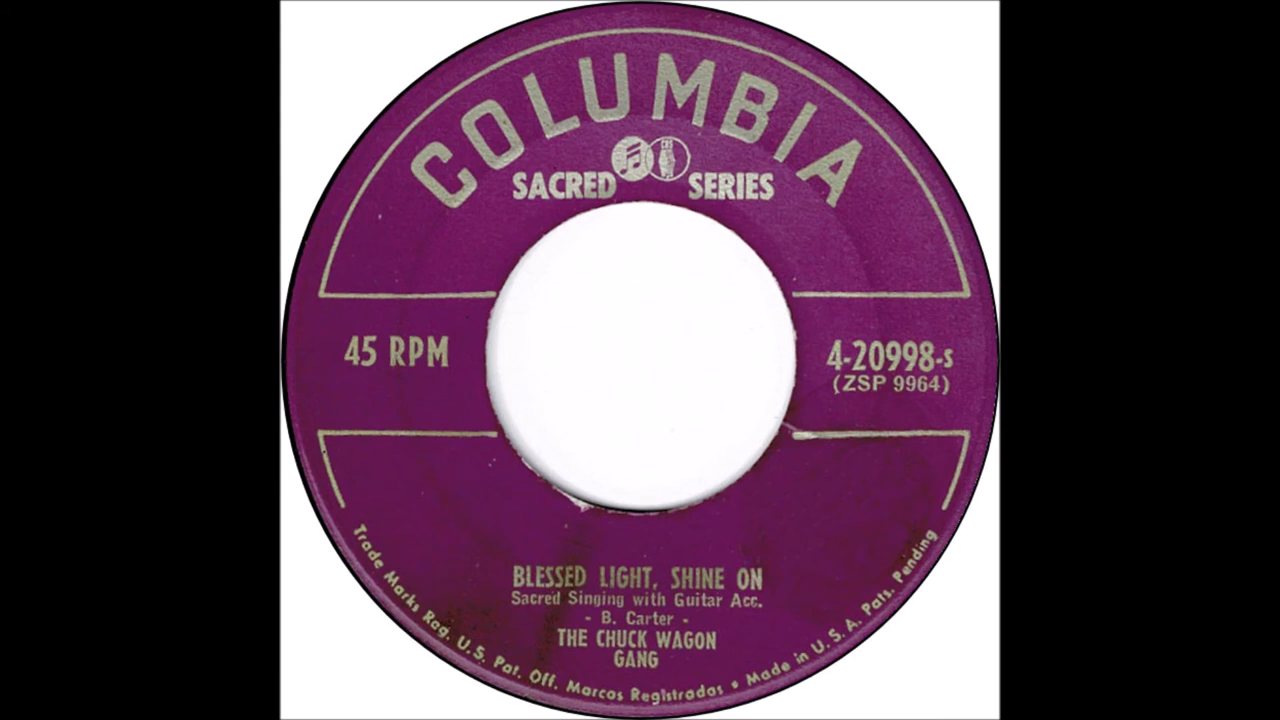 COLUMBIA
SACRED SERIES
45 RPM
4-20998-s
(ZSP 9964)
BLESSED LIGHT, SHINE ON
Sacred Singing with Guitar Acc.
- B. Carter -
THE CHUCK WAGON
GANG
Trade Marks Reg. U.S. Pat. Off. Marcas Registradas • Made in U.S.A. Pats. Pending